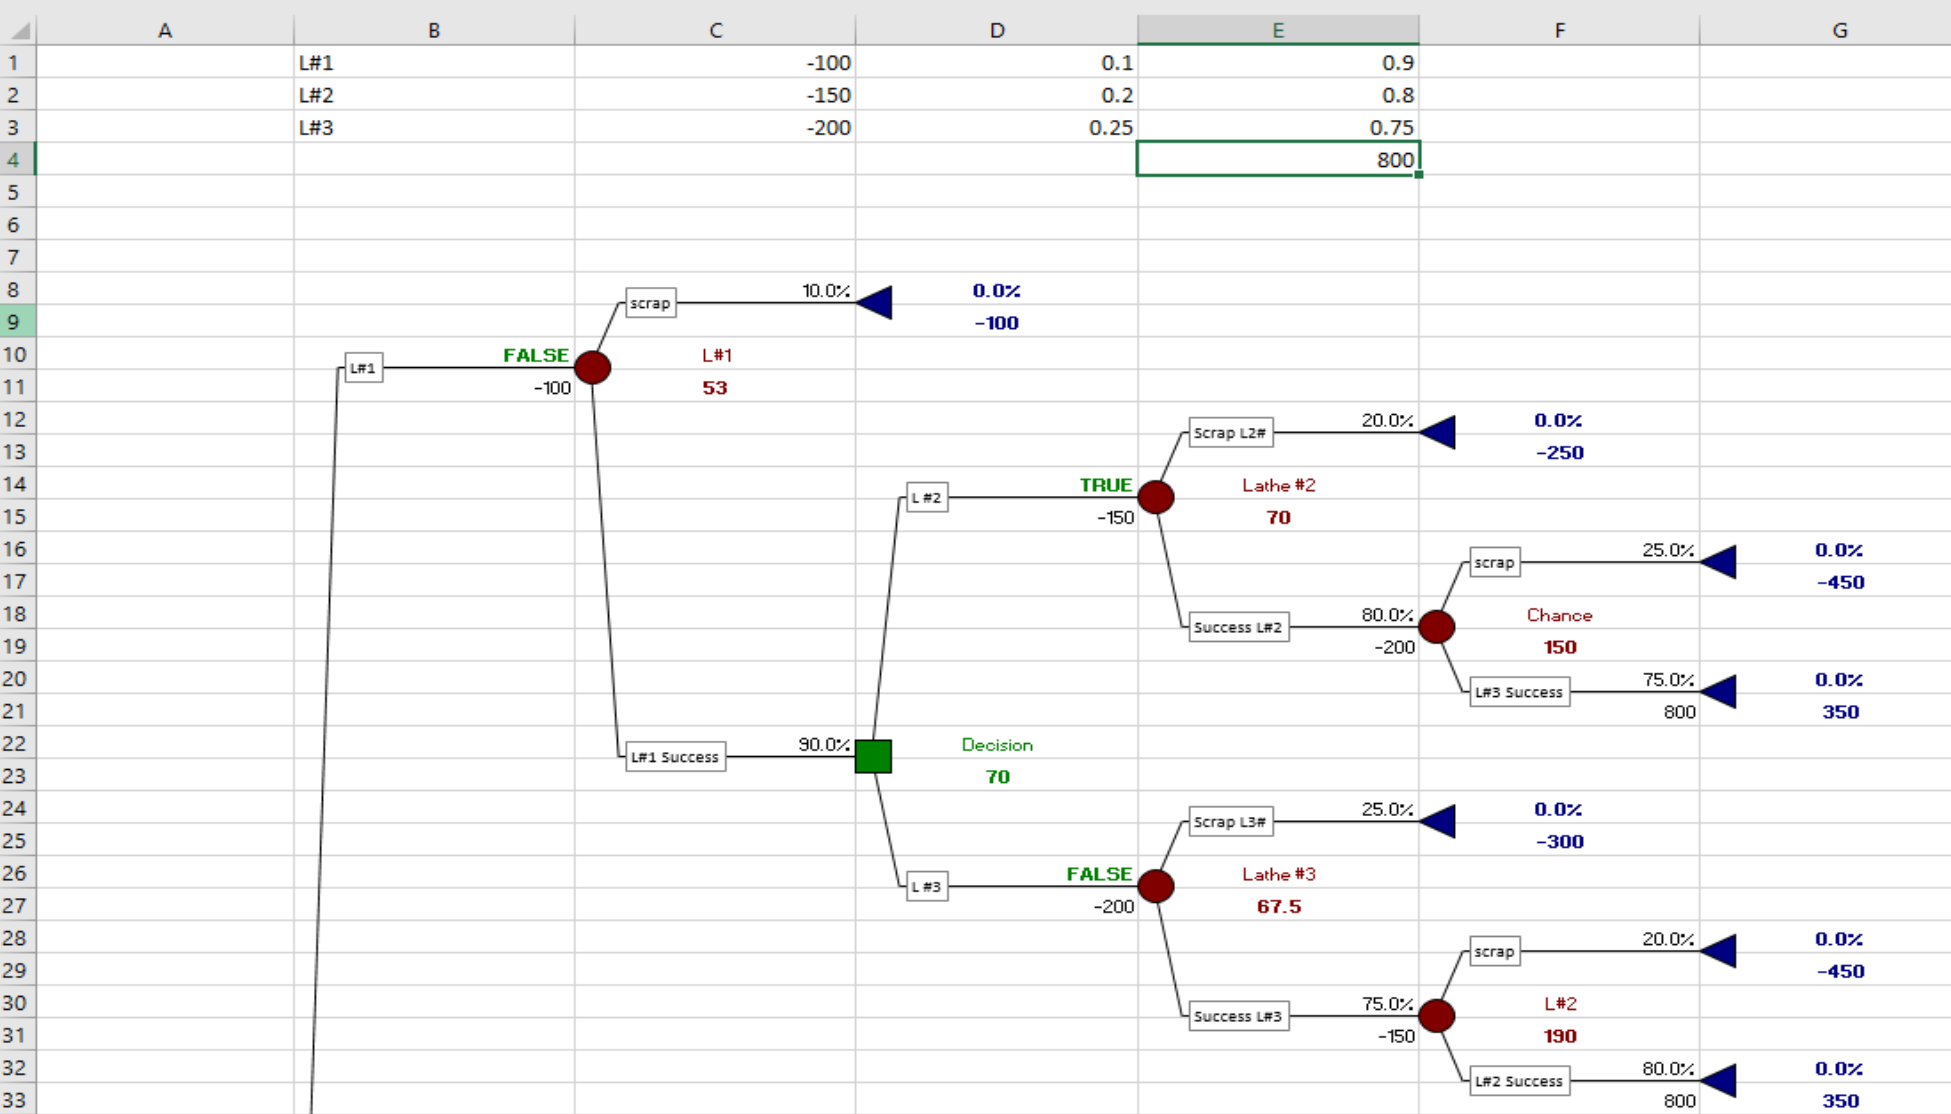 A B C D E F G
1 L#1 -100 0.1 0.9
2 L#2 -150 0.2 0.8
3 L#3 -200 0.25 0.75
4 800
5
6
7
8 scrap 10.0% 0.0%
9 -100
10 L#1 FALSE L#1
11 -100 53
12 Scrap L2# 20.0% 0.0%
13 -250
14 L #2 TRUE Lathe #2
15 -150 70
16 scrap 25.0% 0.0%
17 -450
18 Success L#2 80.0% Chance
19 -200 150
20 L#3 Success 75.0% 0.0%
21 800 350
22 L#1 Success 90.0% Decision
23 70
24 Scrap L3# 25.0% 0.0%
25 -300
26 L #3 FALSE Lathe #3
27 -200 67.5
28 scrap 20.0% 0.0%
29 -450
30 Success L#3 75.0% L#2
31 -150 190
32 L#2 Success 80.0% 0.0%
33 800 350